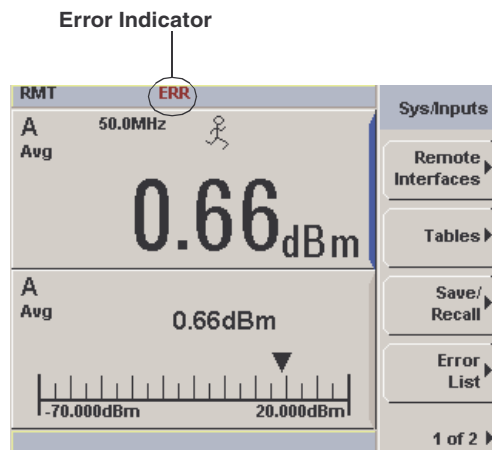 Error Indicator
RMT ERR
Sys/Inputs
A 50.0MHz
Avg
0.66dBm
Remote
Interfaces
Tables
A
Avg
0.66dBm
Save/
Recall
Error
List
-70.000dBm 20.000dBm
1 of 2